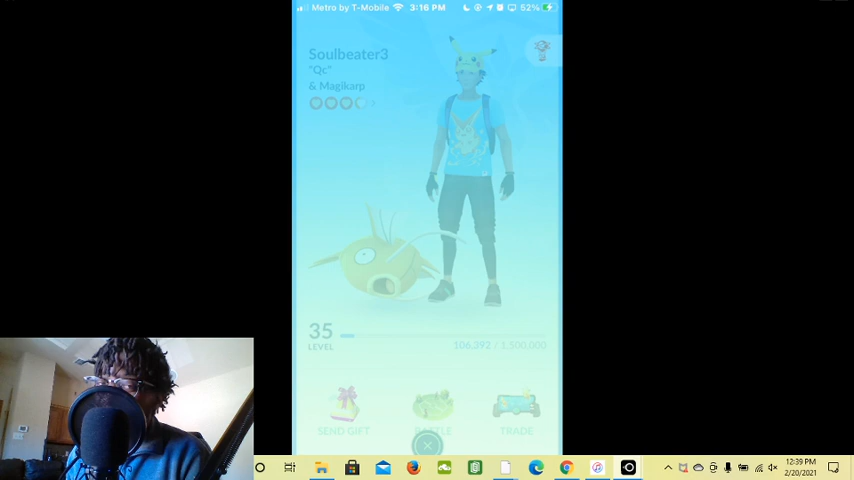 Metro by T-Mobile 3:16 PM 52%
Soulbeater3
"Qc"
& Magikarp
35
LEVEL
106,392 / 1,500,000
SEND GIFT BATTLE TRADE
12:39 PM
2/20/2021